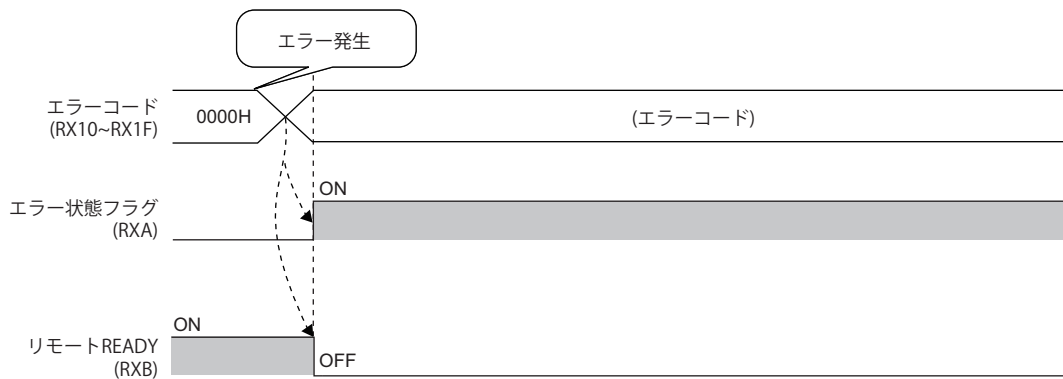 エラー発生
エラーコード
(RX10~RX1F)
0000H
(エラーコード)
ON
エラー状態フラグ
(RXA)
ON
リモートREADY
(RXB)
OFF